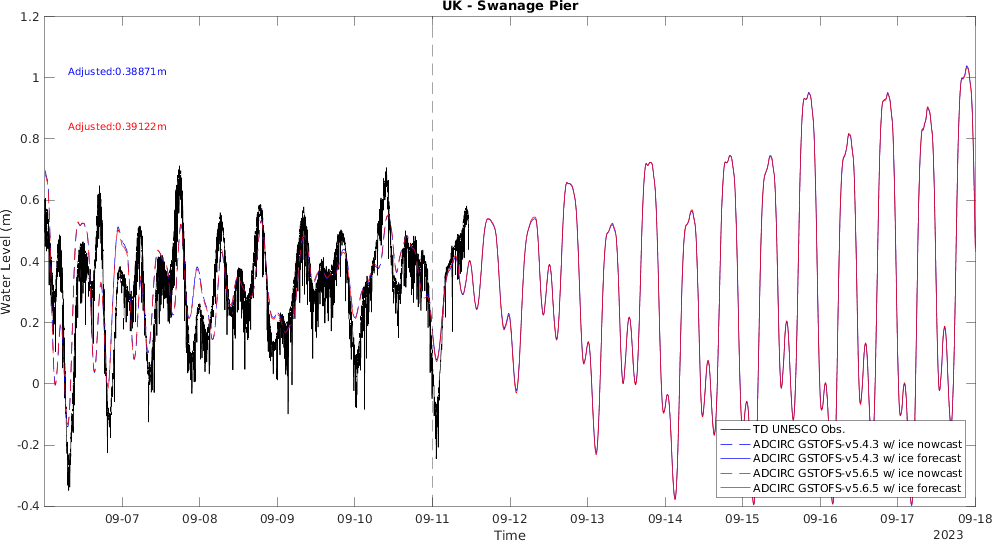 UK - Swanage Pier
1.2
1
0.8
0.6
0.4
0.2
0
-0.2
-0.4
Water Level (m)
Adjusted:0.38871m
Adjusted:0.39122m
TD UNESCO Obs.
ADCIRC GSTOFS-v5.4.3 w/ ice nowcast
ADCIRC GSTOFS-v5.4.3 w/ ice forecast
ADCIRC GSTOFS-v5.6.5 w/ ice nowcast
ADCIRC GSTOFS-v5.6.5 w/ ice forecast
09-07 09-08 09-09 09-10 09-11 09-12 09-13 09-14 09-15 09-16 09-17 09-18
Time
2023